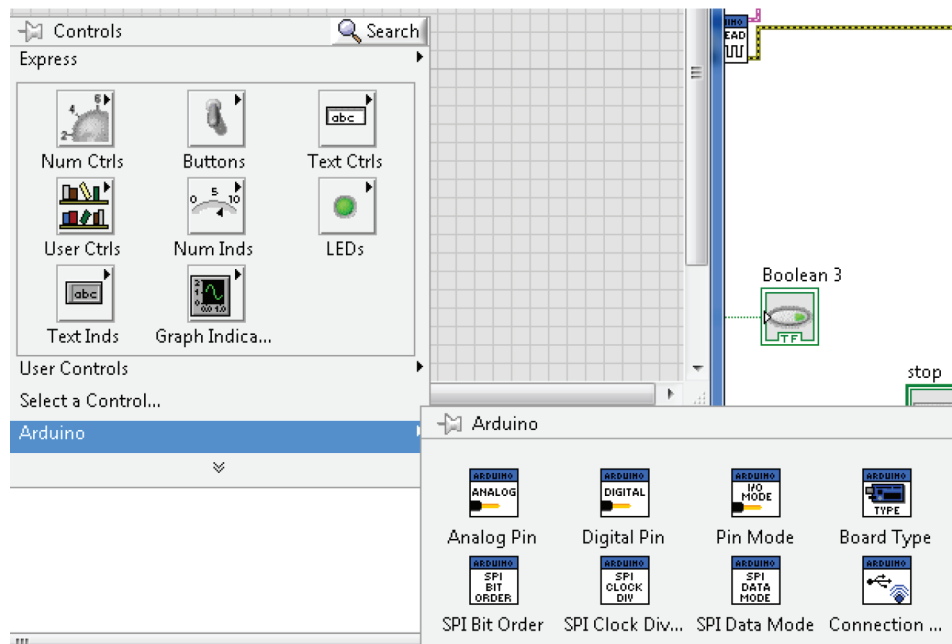 Controls
Search
Express
Num Ctrls
Buttons
Text Ctrls
User Ctrls
Num Inds
LEDs
Text Inds
Graph Indica...
User Controls
Select a Control...
Arduino
Boolean 3
TF
stop
Arduino
ARDUINO ANALOG
ARDUINO DIGITAL
ARDUINO I/O MODE
ARDUINO TYPE
Analog Pin
Digital Pin
Pin Mode
Board Type
ARDUINO SPI BIT ORDER
ARDUINO SPI CLOCK DIV
ARDUINO SPI DATA MODE
ARDUINO
SPI Bit Order
SPI Clock Div...
SPI Data Mode
Connection ...